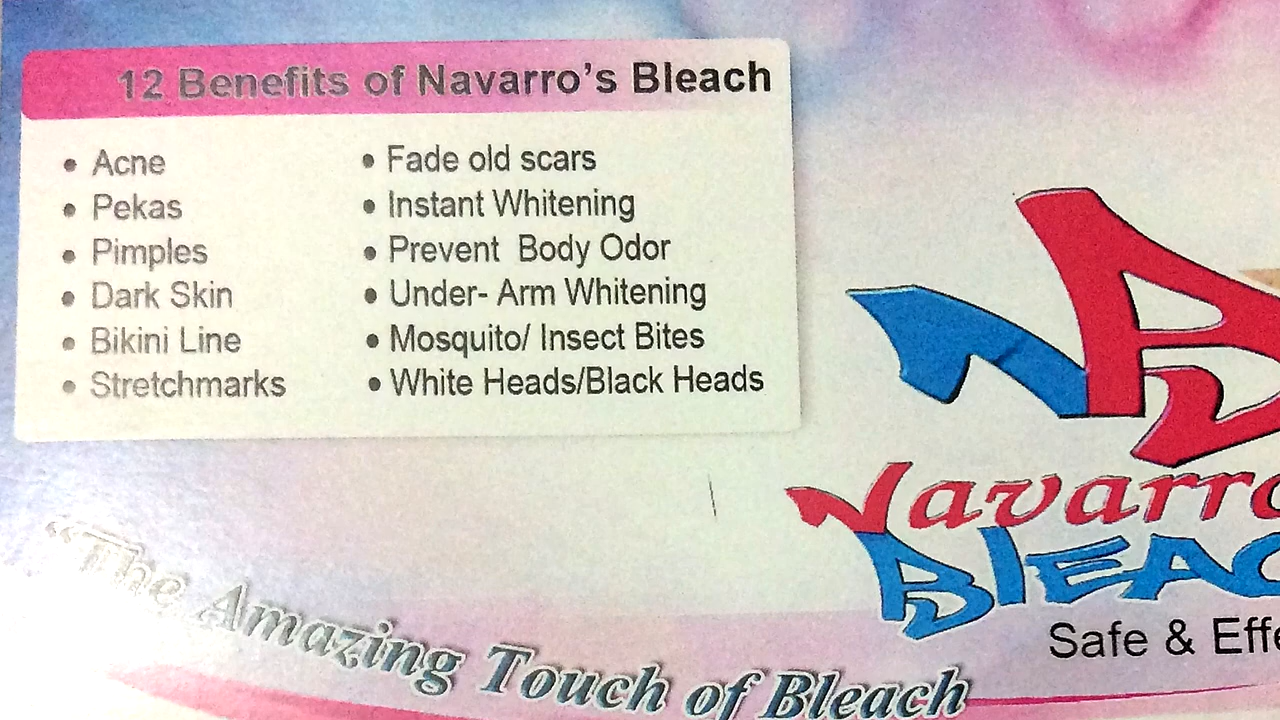 12 Benefits of Navarro's Bleach
• Acne
• Pekas
• Pimples
• Dark Skin
• Bikini Line
• Stretchmarks
• Fade old scars
• Instant Whitening
• Prevent Body Odor
• Under- Arm Whitening
• Mosquito/ Insect Bites
• White Heads/Black Heads
Navarro
BLEAC
Safe & Effe
"The Amazing Touch of Bleach